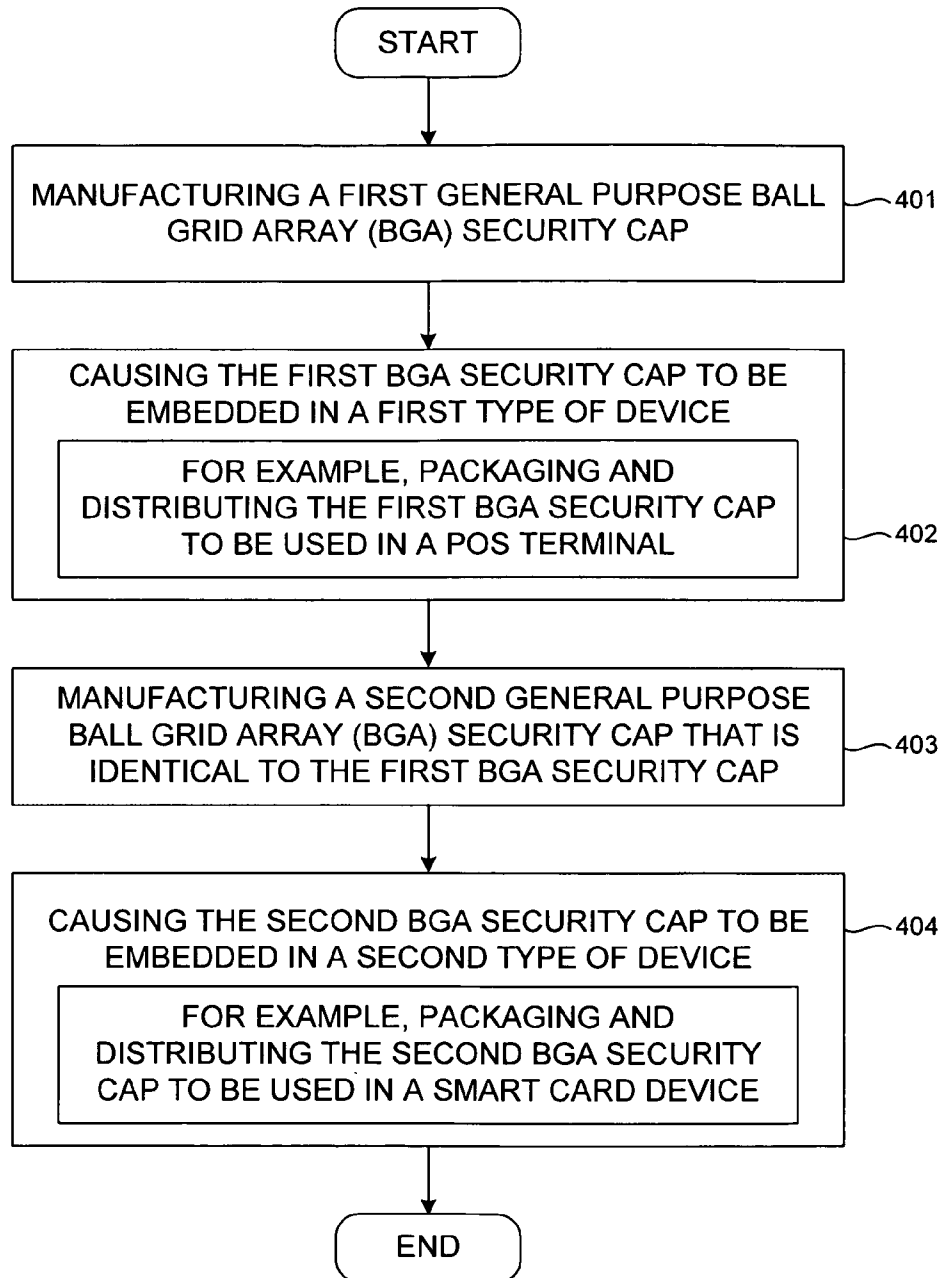 START
MANUFACTURING A FIRST GENERAL PURPOSE BALL
GRID ARRAY (BGA) SECURITY CAP
401
CAUSING THE FIRST BGA SECURITY CAP TO BE
EMBEDDED IN A FIRST TYPE OF DEVICE
FOR EXAMPLE, PACKAGING AND
DISTRIBUTING THE FIRST BGA SECURITY CAP
TO BE USED IN A POS TERMINAL
402
MANUFACTURING A SECOND GENERAL PURPOSE
BALL GRID ARRAY (BGA) SECURITY CAP THAT IS
IDENTICAL TO THE FIRST BGA SECURITY CAP
403
CAUSING THE SECOND BGA SECURITY CAP TO BE
EMBEDDED IN A SECOND TYPE OF DEVICE
404
FOR EXAMPLE, PACKAGING AND
DISTRIBUTING THE SECOND BGA SECURITY
CAP TO BE USED IN A SMART CARD DEVICE
END